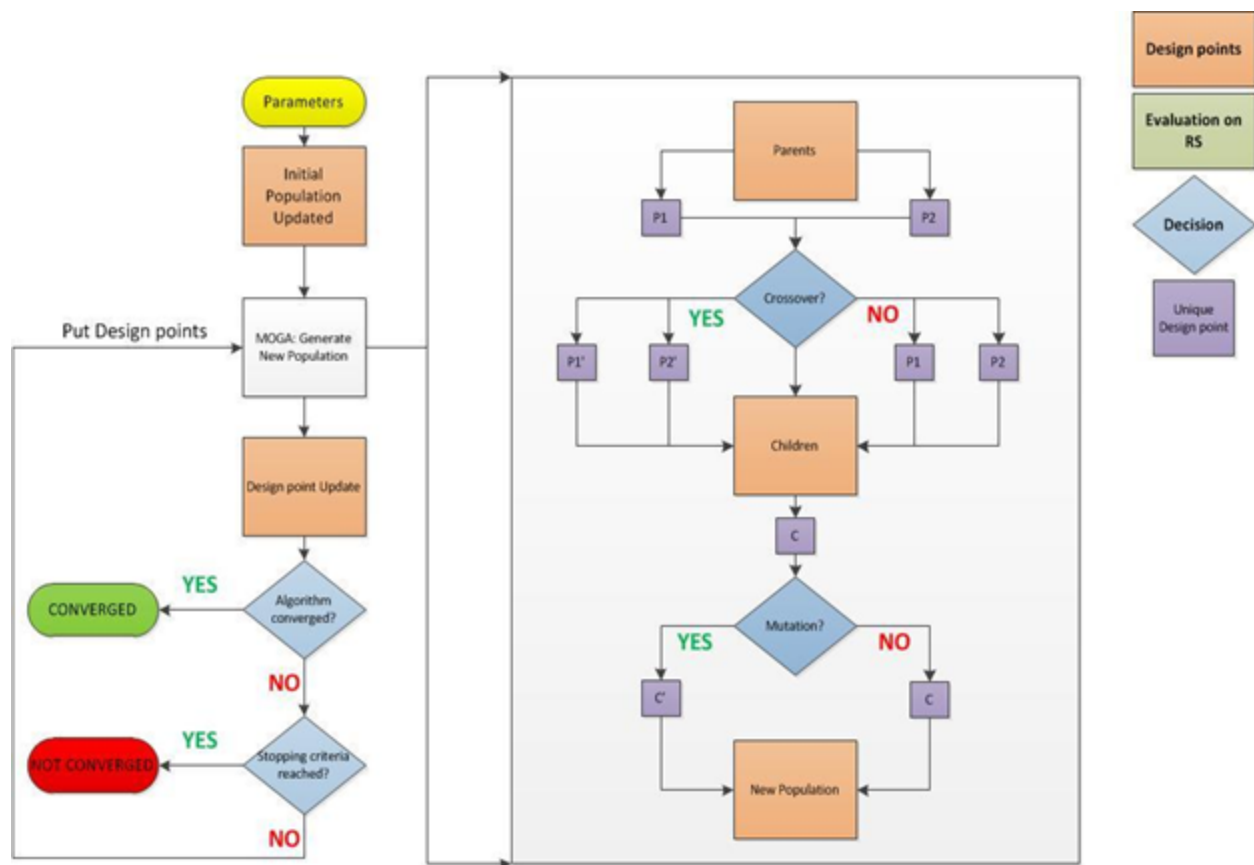 Parameters
Initial
Population
Updated
Put Design points
MOGA: Generate
New Population
Design point Update
Algorithm
converged?
YES
CONVERGED
NO
Stopping criteria
reached?
YES
NOT CONVERGED
NO
Parents
P1
P2
Crossover?
YES
NO
P1'
P2'
P1
P2
Children
C
Mutation?
YES
NO
C'
C
New Population
Design points
Evaluation on
RS
Decision
Unique
Design point